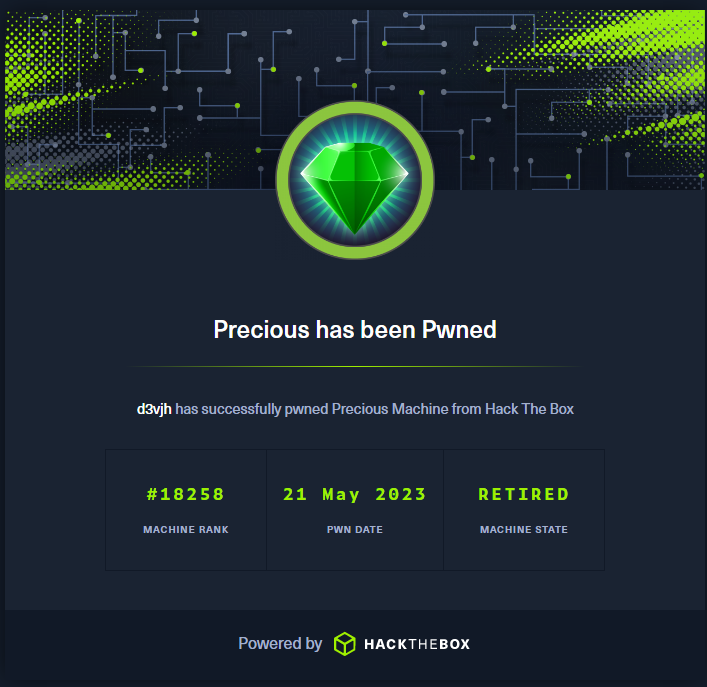 Precious has been Pwned
d3vjh has successfully pwned Precious Machine from Hack The Box
#18258 21 May 2023 RETIRED
MACHINE RANK PWN DATE MACHINE STATE
Powered by HACKTHEBOX